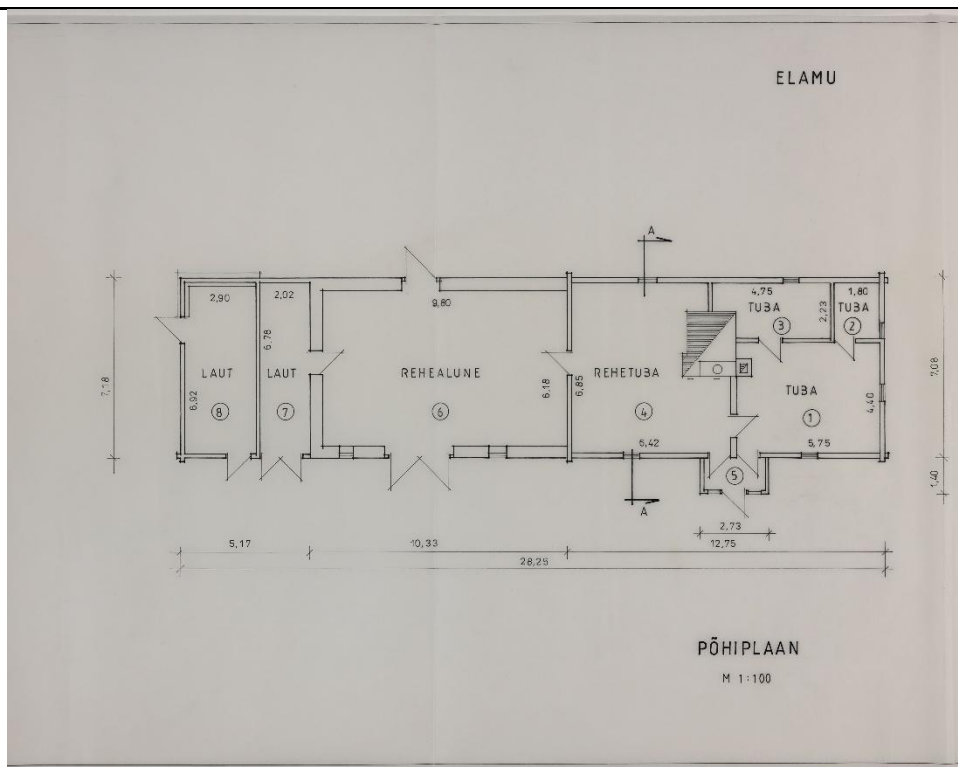 ELAMU
A
2,90
2,02
9,80
4,75
1,80
TUBA
TUBA
3
2
2,23
6,78
7,18
LAUT
LAUT
REHEALUNE
REHETUBA
TUBA
6,92
6,18
6,85
4,40
7,08
8
7
6
4
1
6,42
5,75
5
1,40
A
2,73
5,17
10,33
12,75
28,25
PÕHIPLAAN
M 1:100